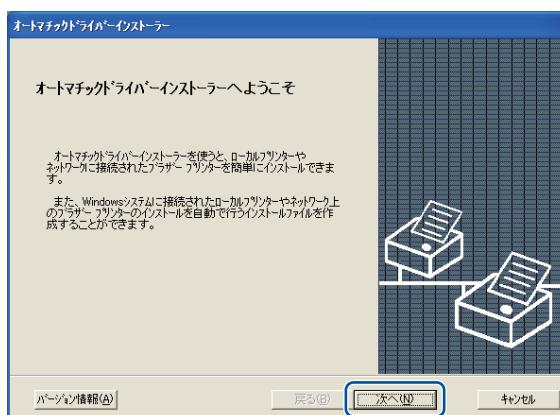 オートマチックドライバーインストーラー
オートマチックドライバーインストーラーへようこそ
オートマチックドライバーインストーラーを使うと、ローカルプリンターや
ネットワークに接続されたブラザー プリンターを簡単にインストールできま
す。
また、Windowsシステムに接続されたローカルプリンターやネットワーク上
のブラザー プリンターのインストールを自動で行うインストールファイルを作
成することができます。
バージョン情報(A)
戻る(B)
次へ(N)
キャンセル